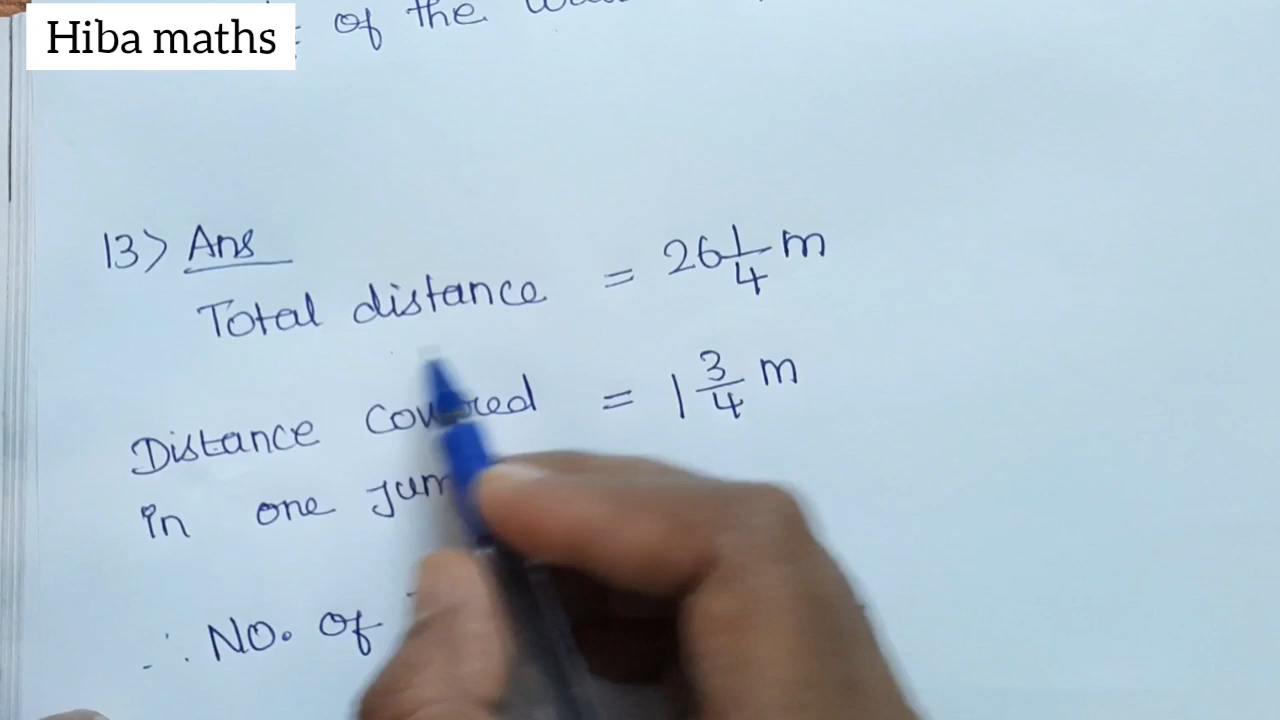 Hiba maths
of the
13> Ans
Total distance = 26 1/4 m
Distance covered = 1 3/4 m
in one
∴ No. of